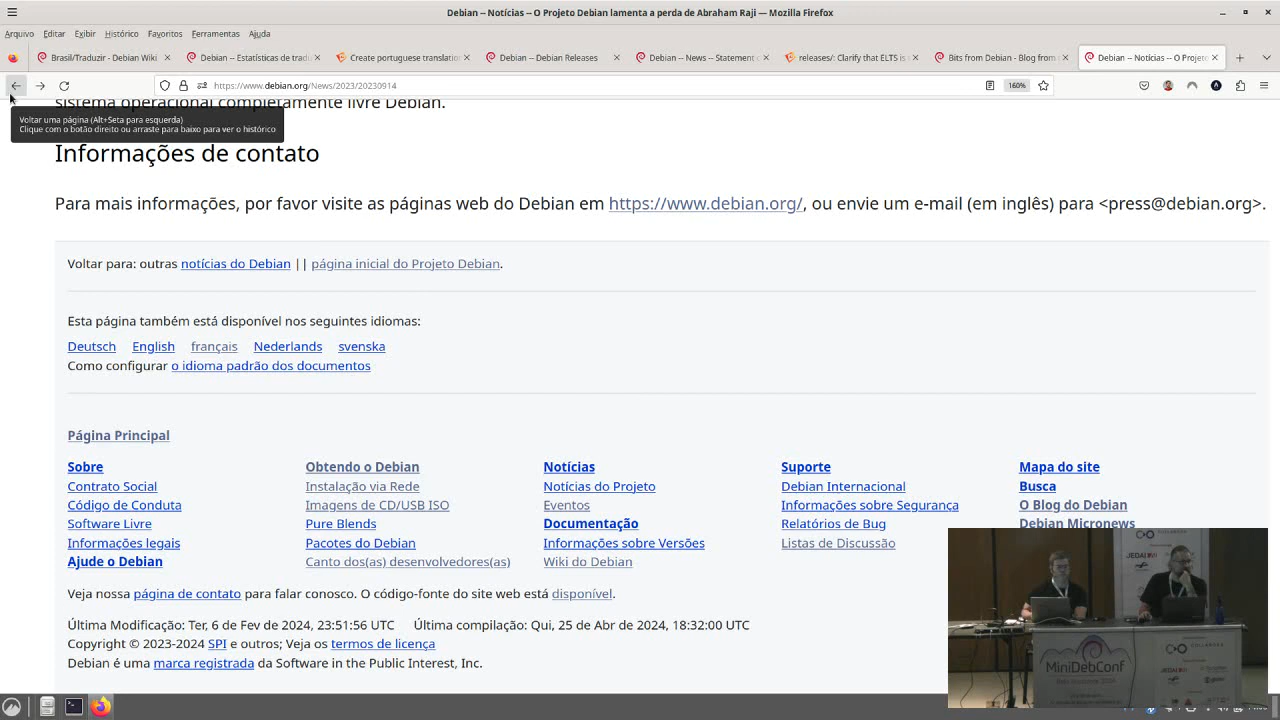 Debian -- Notícias -- O Projeto Debian lamenta a perda de Abraham Raji — Mozilla Firefox
Arquivo Editar Exibir Histórico Favoritos Ferramentas Ajuda
Brasil/Traduzir - Debian Wiki
Debian -- Estatísticas de trad
Create portuguese translation
Debian -- Debian Releases
Debian -- News -- Statement
releases/: Clarify that ELTS is
Bits from Debian - Blog from
Debian -- Notícias -- O Projeto
https://www.debian.org/News/2023/20230914
160%
sistema operacional completamente livre Debian.
Voltar uma página (Alt+Seta para esquerda)
Clique com o botão direito ou arraste para baixo para ver o histórico
Informações de contato
Para mais informações, por favor visite as páginas web do Debian em https://www.debian.org/, ou envie um e-mail (em inglês) para <press@debian.org>.
Voltar para: outras notícias do Debian || página inicial do Projeto Debian.
Esta página também está disponível nos seguintes idiomas:
Deutsch English français Nederlands svenska
Como configurar o idioma padrão dos documentos
Página Principal
Sobre
Contrato Social
Código de Conduta
Software Livre
Informações legais
Ajude o Debian
Obtendo o Debian
Instalação via Rede
Imagens de CD/USB ISO
Pure Blends
Pacotes do Debian
Canto dos(as) desenvolvedores(as)
Notícias
Notícias do Projeto
Eventos
Documentação
Informações sobre Versões
Wiki do Debian
Suporte
Debian Internacional
Informações sobre Segurança
Relatórios de Bug
Listas de Discussão
Mapa do site
Busca
O Blog do Debian
Debian Micronews
Veja nossa página de contato para falar conosco. O código-fonte do site web está disponível.
Última Modificação: Ter, 6 de Fev de 2024, 23:51:56 UTC Última compilação: Qui, 25 de Abr de 2024, 18:32:00 UTC
Copyright © 2023-2024 SPI e outros; Veja os termos de licença
Debian é uma marca registrada da Software in the Public Interest, Inc.
MiniDebConf